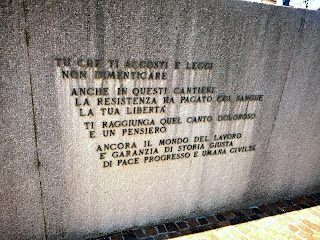 TU CHE TI ACCOSTI E LEGGI
NON DIMENTICARE
ANCHE IN QUESTI CANTIERI
LA RESISTENZA HA PAGATO COL SANGUE
LA TUA LIBERTA'
TI RAGGIUNGA QUEL CANTO DOLOROSO
E UN PENSIERO
ANCORA IL MONDO DEL LAVORO
E GARANZIA DI STORIA GIUSTA
DI PACE PROGRESSO E UMANA CIVILTÀ